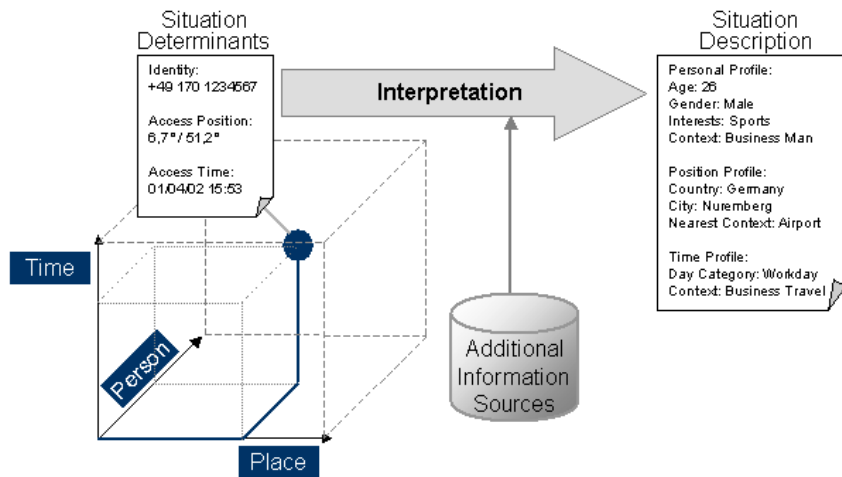 Situation
Determinants
Identity:
+49 170 1234567
Access Position:
6,7° / 51,2°
Access Time:
01/04/02 15:53
Interpretation
Situation
Description
Personal Profile:
Age: 26
Gender: Male
Interests: Sports
Context: Business Man
Position Profile:
Country: Germany
City: Nuremberg
Nearest Context: Airport
Time Profile:
Day Category: Workday
Context: Business Travel
Time
Person
Place
Additional
Information
Sources